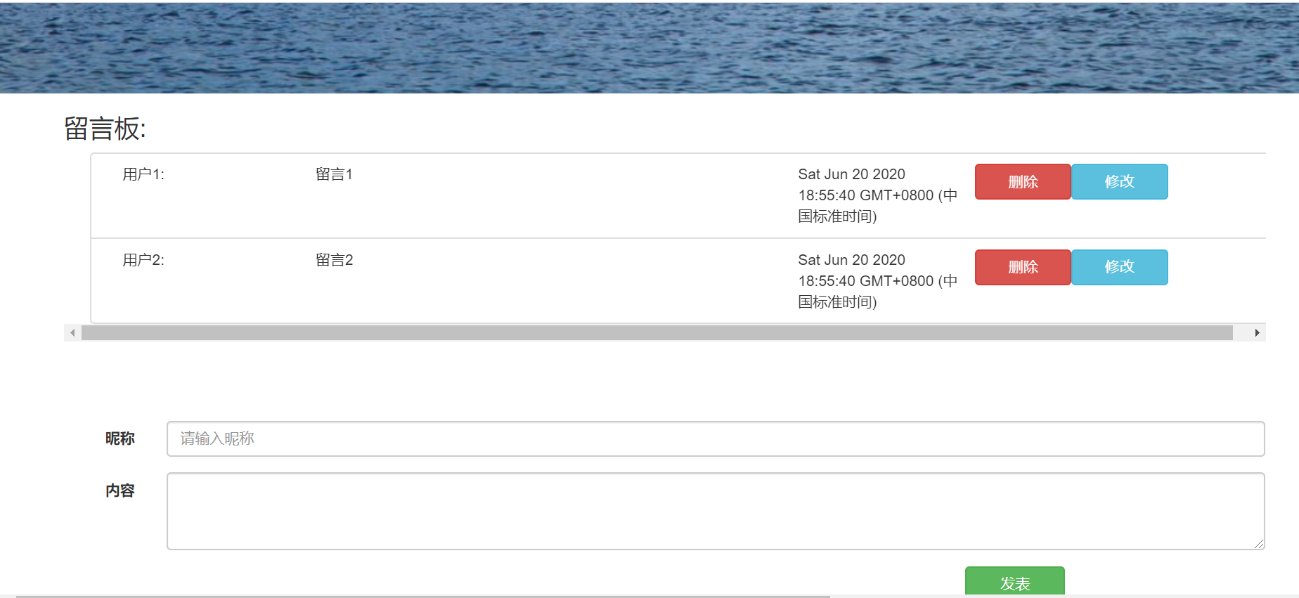 留言板:
用户1:
留言1
Sat Jun 20 2020
18:55:40 GMT+0800 (中
国标准时间)
删除
修改
用户2:
留言2
Sat Jun 20 2020
18:55:40 GMT+0800 (中
国标准时间)
删除
修改
昵称
请输入昵称
内容
发表